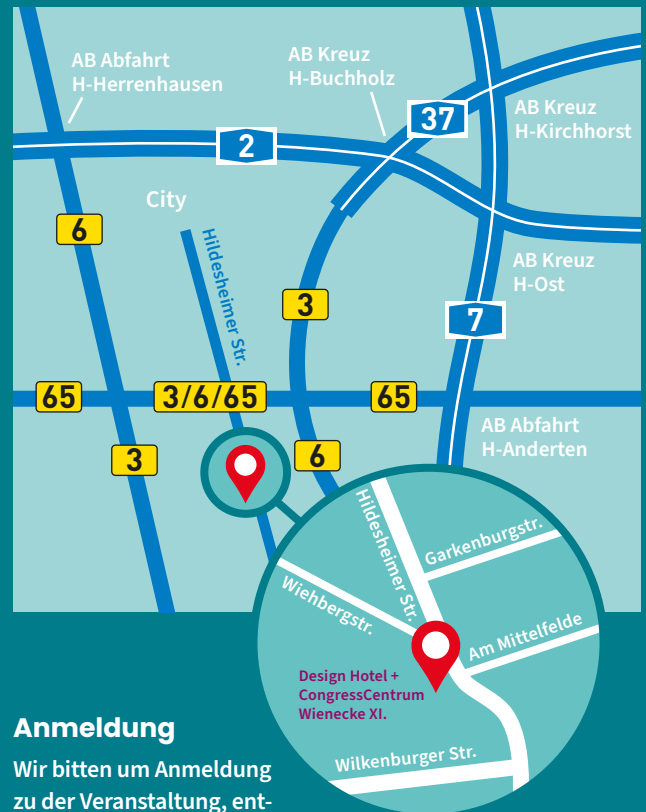 AB Abfahrt
H-Herrenhausen
AB Kreuz
H-Buchholz
37
AB Kreuz
H-Kirchhorst
2
City
6
Hildesheimer Str.
AB Kreuz
H-Ost
3
7
65
3/6/65
65
AB Abfahrt
H-Anderten
3
6
Hildesheimer Str.
Garkenburgstr.
Wiehbergstr.
Am Mittelfelde
Design Hotel +
CongressCentrum
Wienecke XI.
Wilkenburger Str.
Anmeldung
Wir bitten um Anmeldung
zu der Veranstaltung, ent-